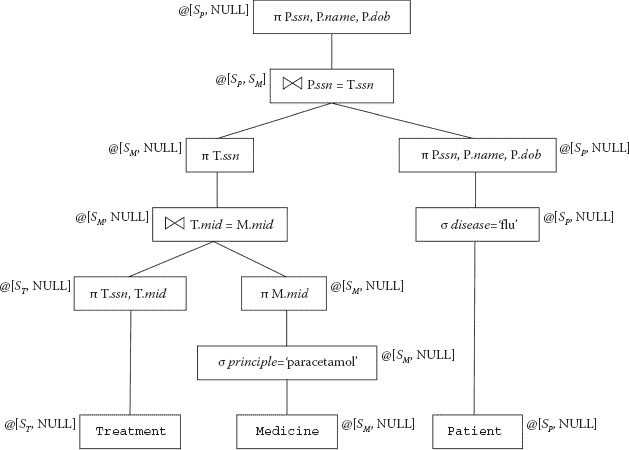 @[S_P, NULL] π P.ssn, P.name, P.dob
@[S_P, S_M] ⋈ P.ssn = T.ssn
@[S_M, NULL] π T.ssn π P.ssn, P.name, P.dob @[S_P, NULL]
@[S_M, NULL] ⋈ T.mid = M.mid σ disease=‘flu’ @[S_P, NULL]
@[S_T, NULL] π T.ssn, T.mid π M.mid @[S_M, NULL]
σ principle=‘paracetamol’ @[S_M, NULL]
@[S_T, NULL] Treatment Medicine @[S_M, NULL] Patient @[S_P, NULL]